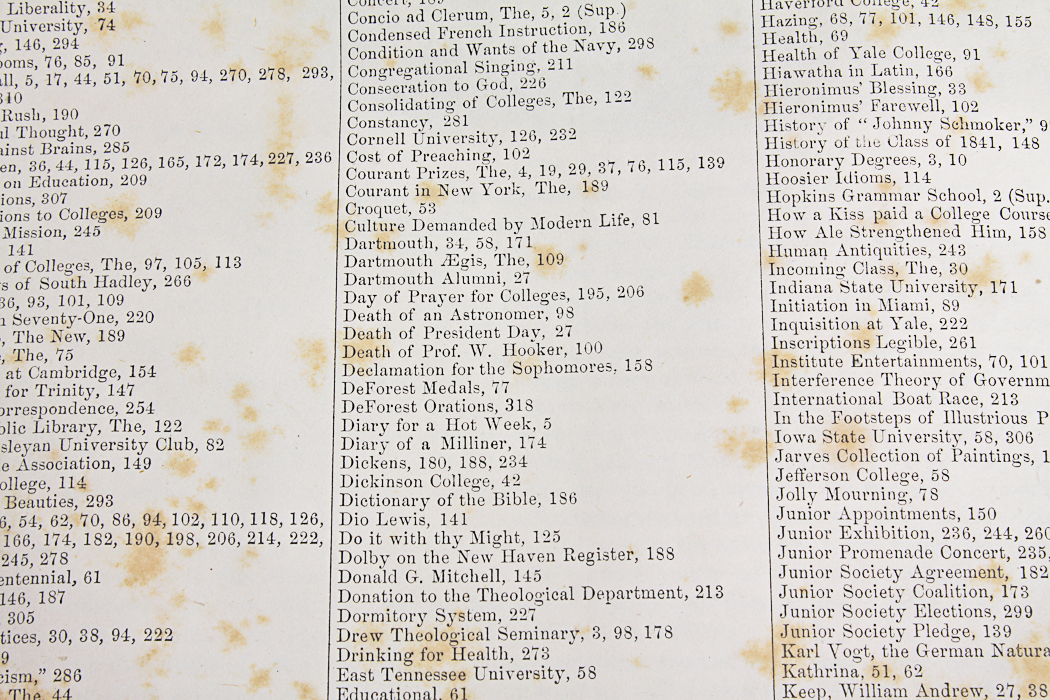 Liberality, 34
University, 74
, 146, 294
ooms, 76, 85, 91
all, 5, 17, 44, 51, 70, 75, 94, 270, 278, 293,
310
Rush, 190
Thought, 270
ainst Brains, 285
en, 36, 44, 115, 126, 165, 172, 174, 227, 236
on Education, 209
ions, 307
ions to Colleges, 209
Mission, 245
141
of Colleges, The, 97, 105, 113
s of South Hadley, 266
36, 93, 101, 109
Seventy-One, 220
, The New, 189
, The, 75
at Cambridge, 154
for Trinity, 147
orrespondence, 254
blic Library, The, 122
sleyan University Club, 82
e Association, 149
ollege, 114
Beauties, 293
6, 54, 62, 70, 86, 94, 102, 110, 118, 126,
166, 174, 182, 190, 198, 206, 214, 222,
245, 278
entennial, 61
146, 187
305
tices, 30, 38, 94, 222
9
cism," 286
The, 44
Concert, 189
Concio ad Clerum, The, 5, 2 (Sup.)
Condensed French Instruction, 186
Condition and Wants of the Navy, 298
Congregational Singing, 211
Consecration to God, 226
Consolidating of Colleges, The, 122
Constancy, 281
Cornell University, 126, 232
Cost of Preaching, 102
Courant Prizes, The, 4, 19, 29, 37, 76, 115, 139
Courant in New York, The, 189
Croquet, 53
Culture Demanded by Modern Life, 81
Dartmouth, 34, 58, 171
Dartmouth Ægis, The, 109
Dartmouth Alumni, 27
Day of Prayer for Colleges, 195, 206
Death of an Astronomer, 98
Death of President Day, 27
Death of Prof. W. Hooker, 100
Declamation for the Sophomores, 158
DeForest Medals, 77
DeForest Orations, 318
Diary for a Hot Week, 5
Diary of a Milliner, 174
Dickens, 180, 188, 234
Dickinson College, 42
Dictionary of the Bible, 186
Dio Lewis, 141
Do it with thy Might, 125
Dolby on the New Haven Register, 188
Donald G. Mitchell, 145
Donation to the Theological Department, 213
Dormitory System, 227
Drew Theological Seminary, 3, 98, 178
Drinking for Health, 273
East Tennessee University, 58
Educational, 61
Haverford College, 42
Hazing, 68, 77, 101, 146, 148, 155
Health, 69
Health of Yale College, 91
Hiawatha in Latin, 166
Hieronimus' Blessing, 33
Hieronimus' Farewell, 102
History of "Johnny Schmoker," 9
History of the Class of 1841, 148
Honorary Degrees, 3, 10
Hoosier Idioms, 114
Hopkins Grammar School, 2 (Sup.
How a Kiss paid a College Course
How Ale Strengthened Him, 158
Human Antiquities, 243
Incoming Class, The, 30
Indiana State University, 171
Initiation in Miami, 89
Inquisition at Yale, 222
Inscriptions Legible, 261
Institute Entertainments, 70, 101
Interference Theory of Governm
International Boat Race, 213
In the Footsteps of Illustrious P
Iowa State University, 58, 306
Jarves Collection of Paintings, 1
Jefferson College, 58
Jolly Mourning, 78
Junior Appointments, 150
Junior Exhibition, 236, 244, 260
Junior Promenade Concert, 235,
Junior Society Agreement, 182
Junior Society Coalition, 173
Junior Society Elections, 299
Junior Society Pledge, 139
Karl Vogt, the German Natura
Kathrina, 51, 62
Keep, William Andrew, 27, 38